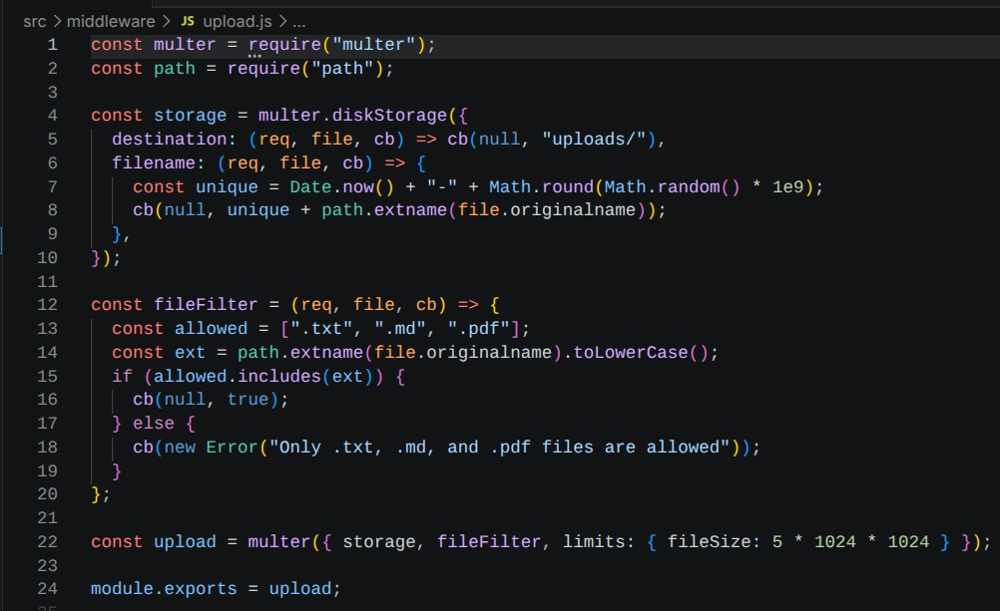 src > middleware > JS upload.js > ...
1 const multer = require("multer");
2 const path = require("path");
3
4 const storage = multer.diskStorage({
5   destination: (req, file, cb) => cb(null, "uploads/"),
6   filename: (req, file, cb) => {
7     const unique = Date.now() + "-" + Math.round(Math.random() * 1e9);
8     cb(null, unique + path.extname(file.originalname));
9   },
10 });
11
12 const fileFilter = (req, file, cb) => {
13   const allowed = [".txt", ".md", ".pdf"];
14   const ext = path.extname(file.originalname).toLowerCase();
15   if (allowed.includes(ext)) {
16     cb(null, true);
17   } else {
18     cb(new Error("Only .txt, .md, and .pdf files are allowed"));
19   }
20 };
21
22 const upload = multer({ storage, fileFilter, limits: { fileSize: 5 * 1024 * 1024 } });
23
24 module.exports = upload;
25